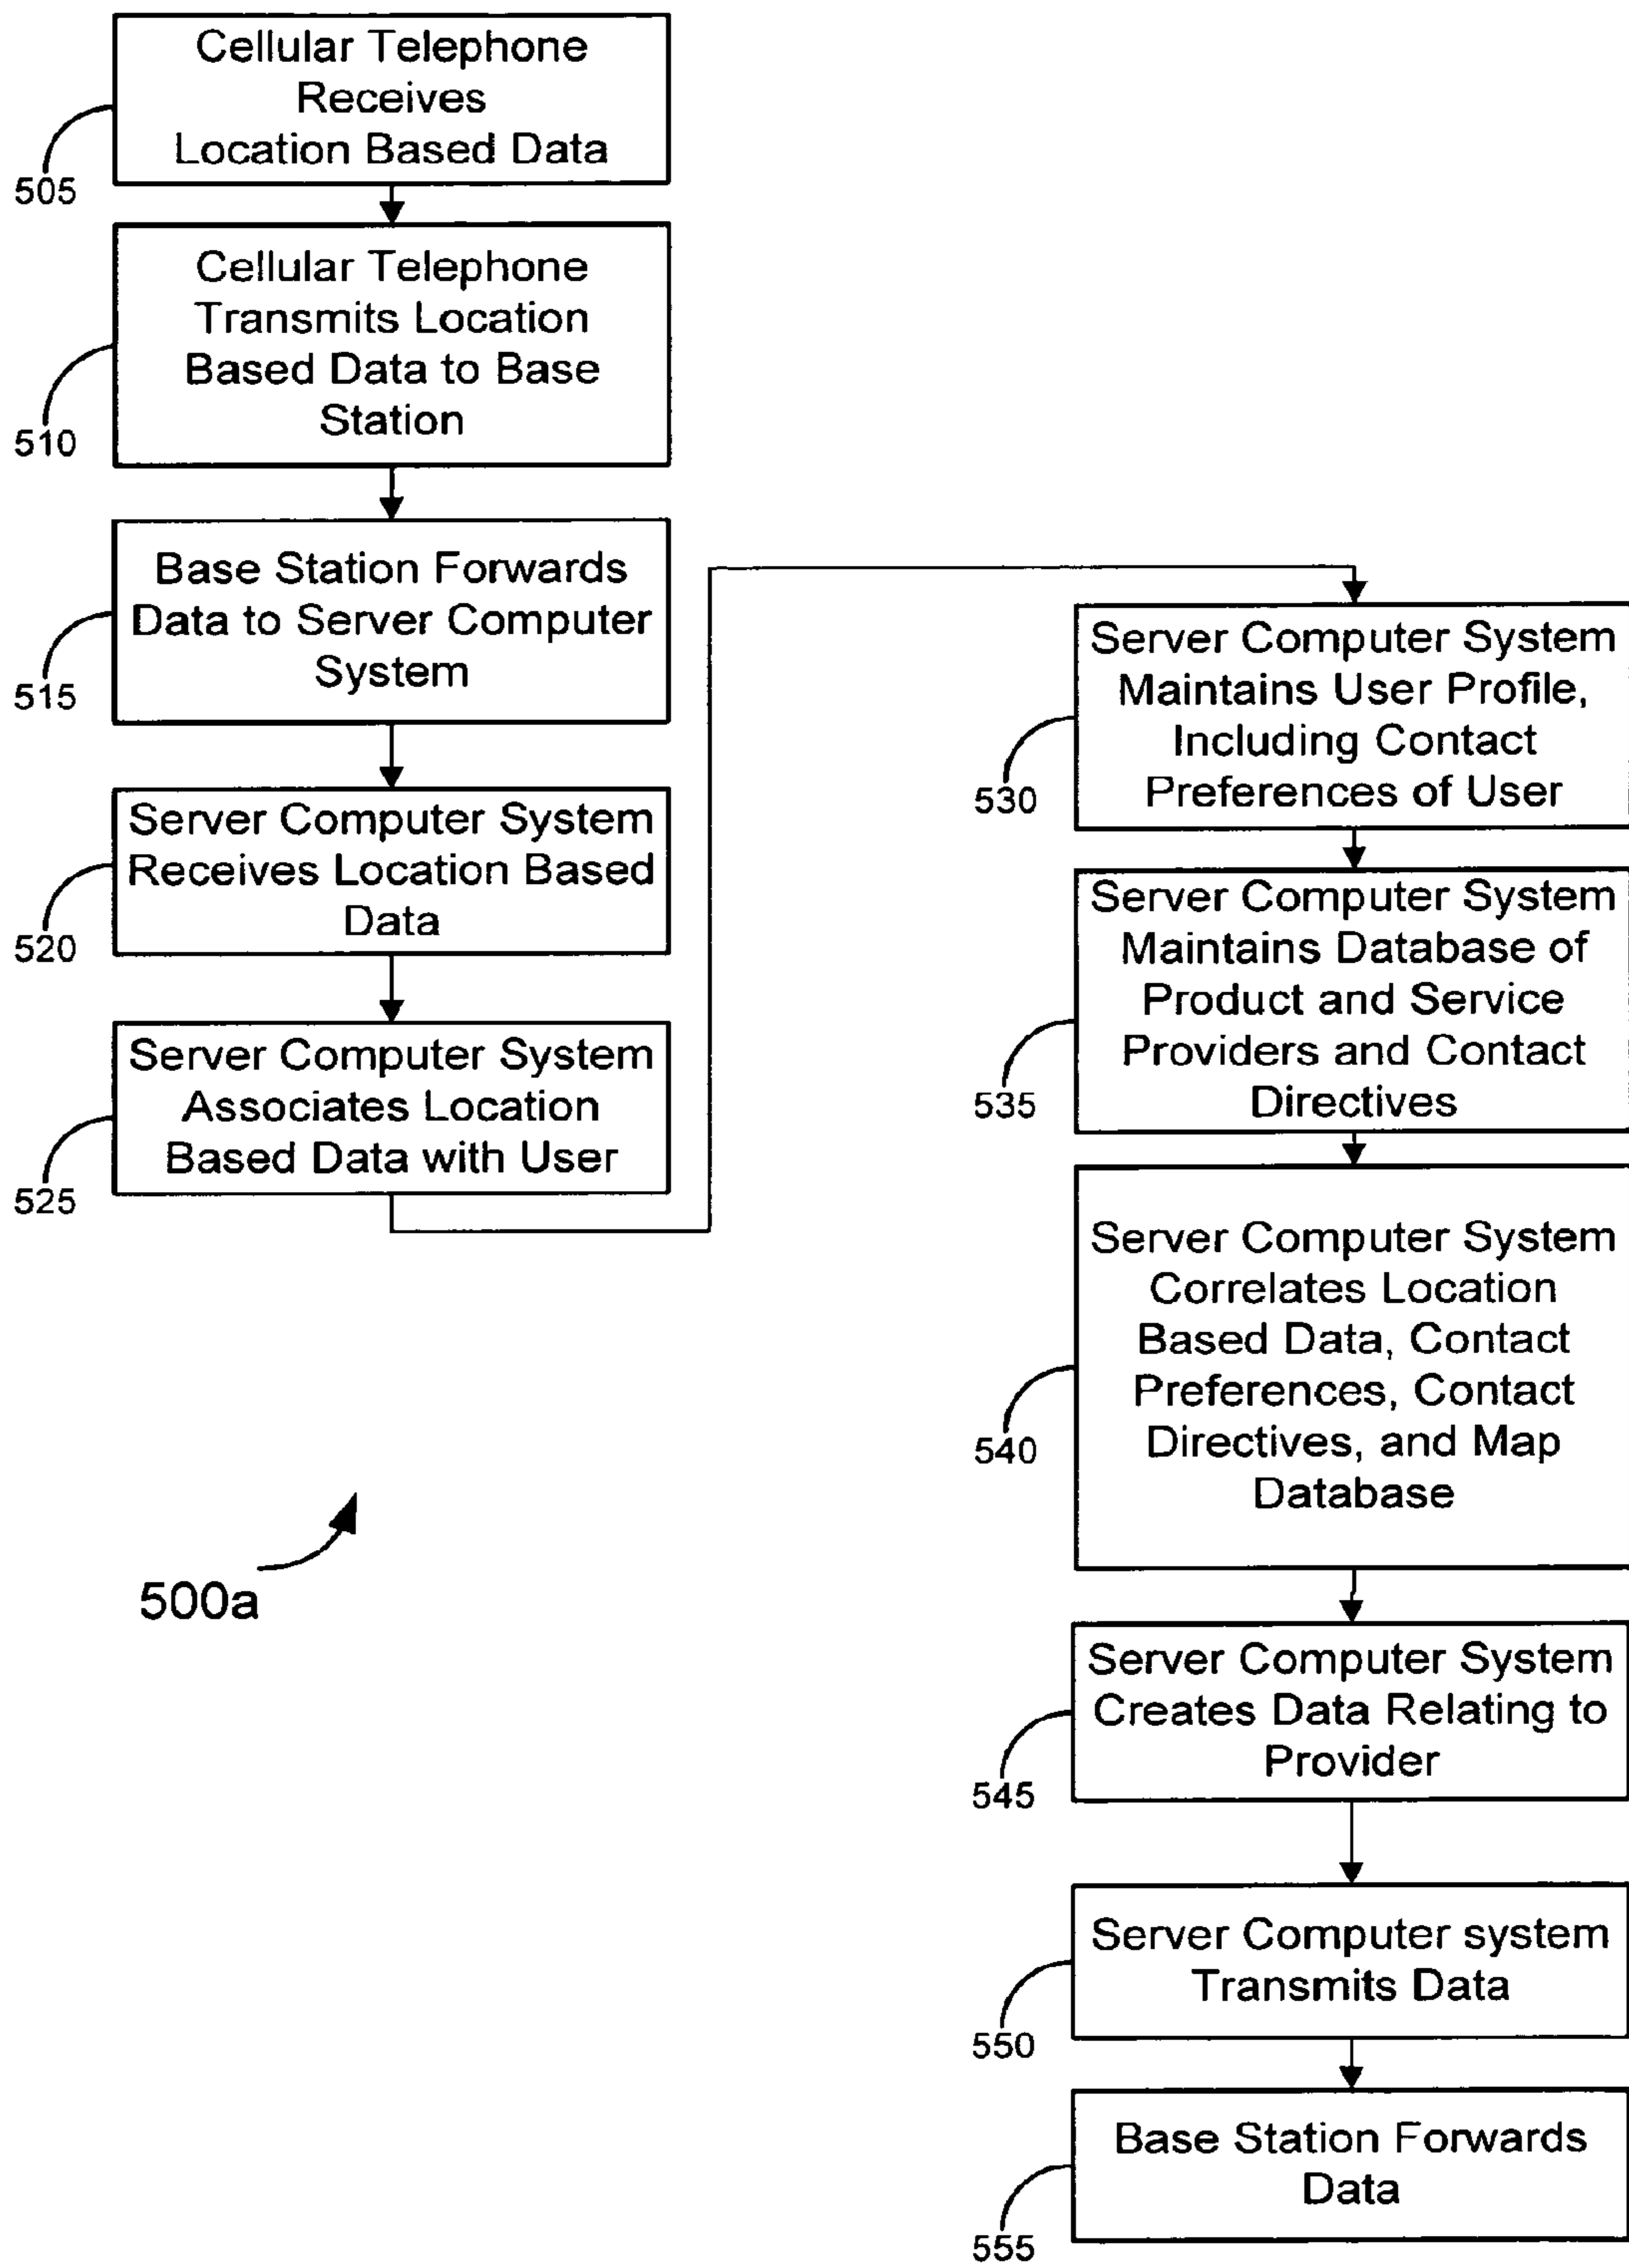 Cellular Telephone
Receives
Location Based Data
505
Cellular Telephone
Transmits Location
Based Data to Base
Station
510
Base Station Forwards
Data to Server Computer
System
515
Server Computer System
Receives Location Based
Data
520
Server Computer System
Associates Location
Based Data with User
525
Server Computer System
Maintains User Profile,
Including Contact
Preferences of User
530
Server Computer System
Maintains Database of
Product and Service
Providers and Contact
Directives
535
Server Computer System
Correlates Location
Based Data, Contact
Preferences, Contact
Directives, and Map
Database
540
Server Computer System
Creates Data Relating to
Provider
545
Server Computer system
Transmits Data
550
Base Station Forwards
Data
555
500a